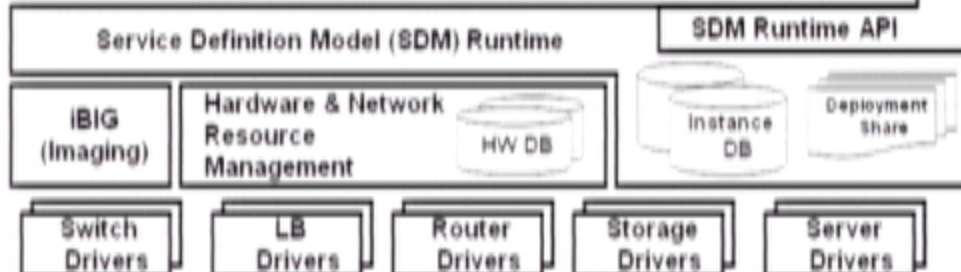 Service Definition Model (SDM) Runtime
SDM Runtime API
iBIG
(Imaging)
Hardware & Network
Resource
Management
HW DB
Instance
DB
Deployment
Share
Switch
Drivers
LB
Drivers
Router
Drivers
Storage
Drivers
Server
Drivers